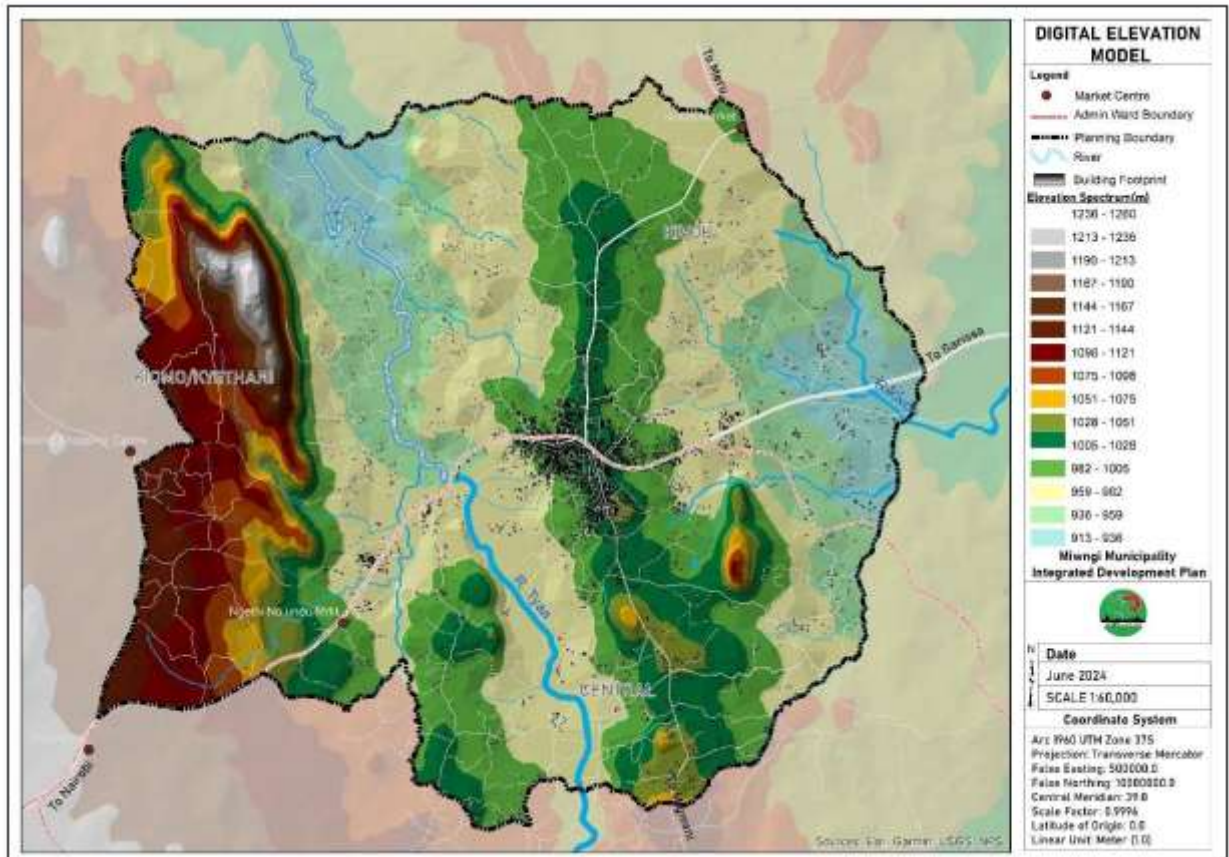 To Meru
To Garissa
KIOMO/KYETHANI
R. Tyaa
CENTRAL
To Nairobi
Sources: Esri, Garmin, USGS, NPS
DIGITAL ELEVATION
MODEL
Legend
Market Centre
Admin Ward Boundary
Planning Boundary
River
Building Footprint
Elevation Spectrum(m)
1236 - 1260
1213 - 1236
1190 - 1213
1167 - 1190
1144 - 1167
1121 - 1144
1098 - 1121
1075 - 1098
1051 - 1075
1028 - 1051
1005 - 1028
982 - 1005
959 - 982
936 - 959
913 - 936
Mwingi Municipality
Integrated Development Plan
N
Date
June 2024
SCALE 1:60,000
Coordinate System
Arc 1960 UTM Zone 37S
Projection: Transverse Mercator
False Easting: 500000.0
False Northing: 10000000.0
Central Meridian: 39.0
Scale Factor: 0.9996
Latitude of Origin: 0.0
Linear Unit: Meter (1.0)